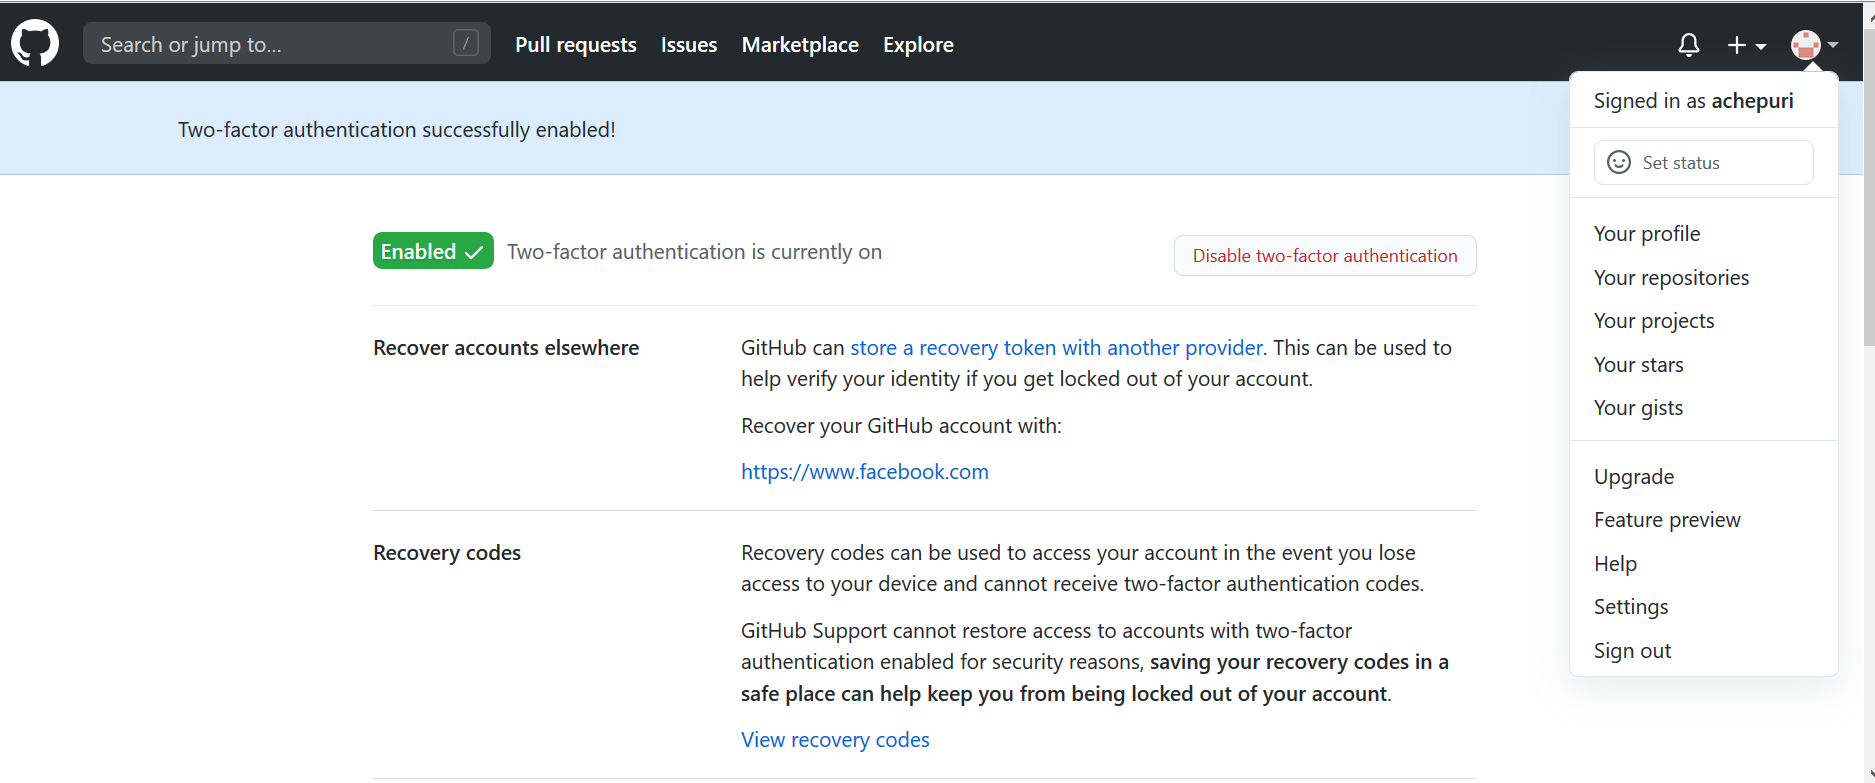 Search or jump to...
/
Pull requests
Issues
Marketplace
Explore
Signed in as achepuri
Set status
Your profile
Your repositories
Your projects
Your stars
Your gists
Upgrade
Feature preview
Help
Settings
Sign out
Two-factor authentication successfully enabled!
Enabled
Two-factor authentication is currently on
Disable two-factor authentication
Recover accounts elsewhere
GitHub can store a recovery token with another provider. This can be used to
help verify your identity if you get locked out of your account.
Recover your GitHub account with:
https://www.facebook.com
Recovery codes
Recovery codes can be used to access your account in the event you lose
access to your device and cannot receive two-factor authentication codes.
GitHub Support cannot restore access to accounts with two-factor
authentication enabled for security reasons, saving your recovery codes in a
safe place can help keep you from being locked out of your account.
View recovery codes